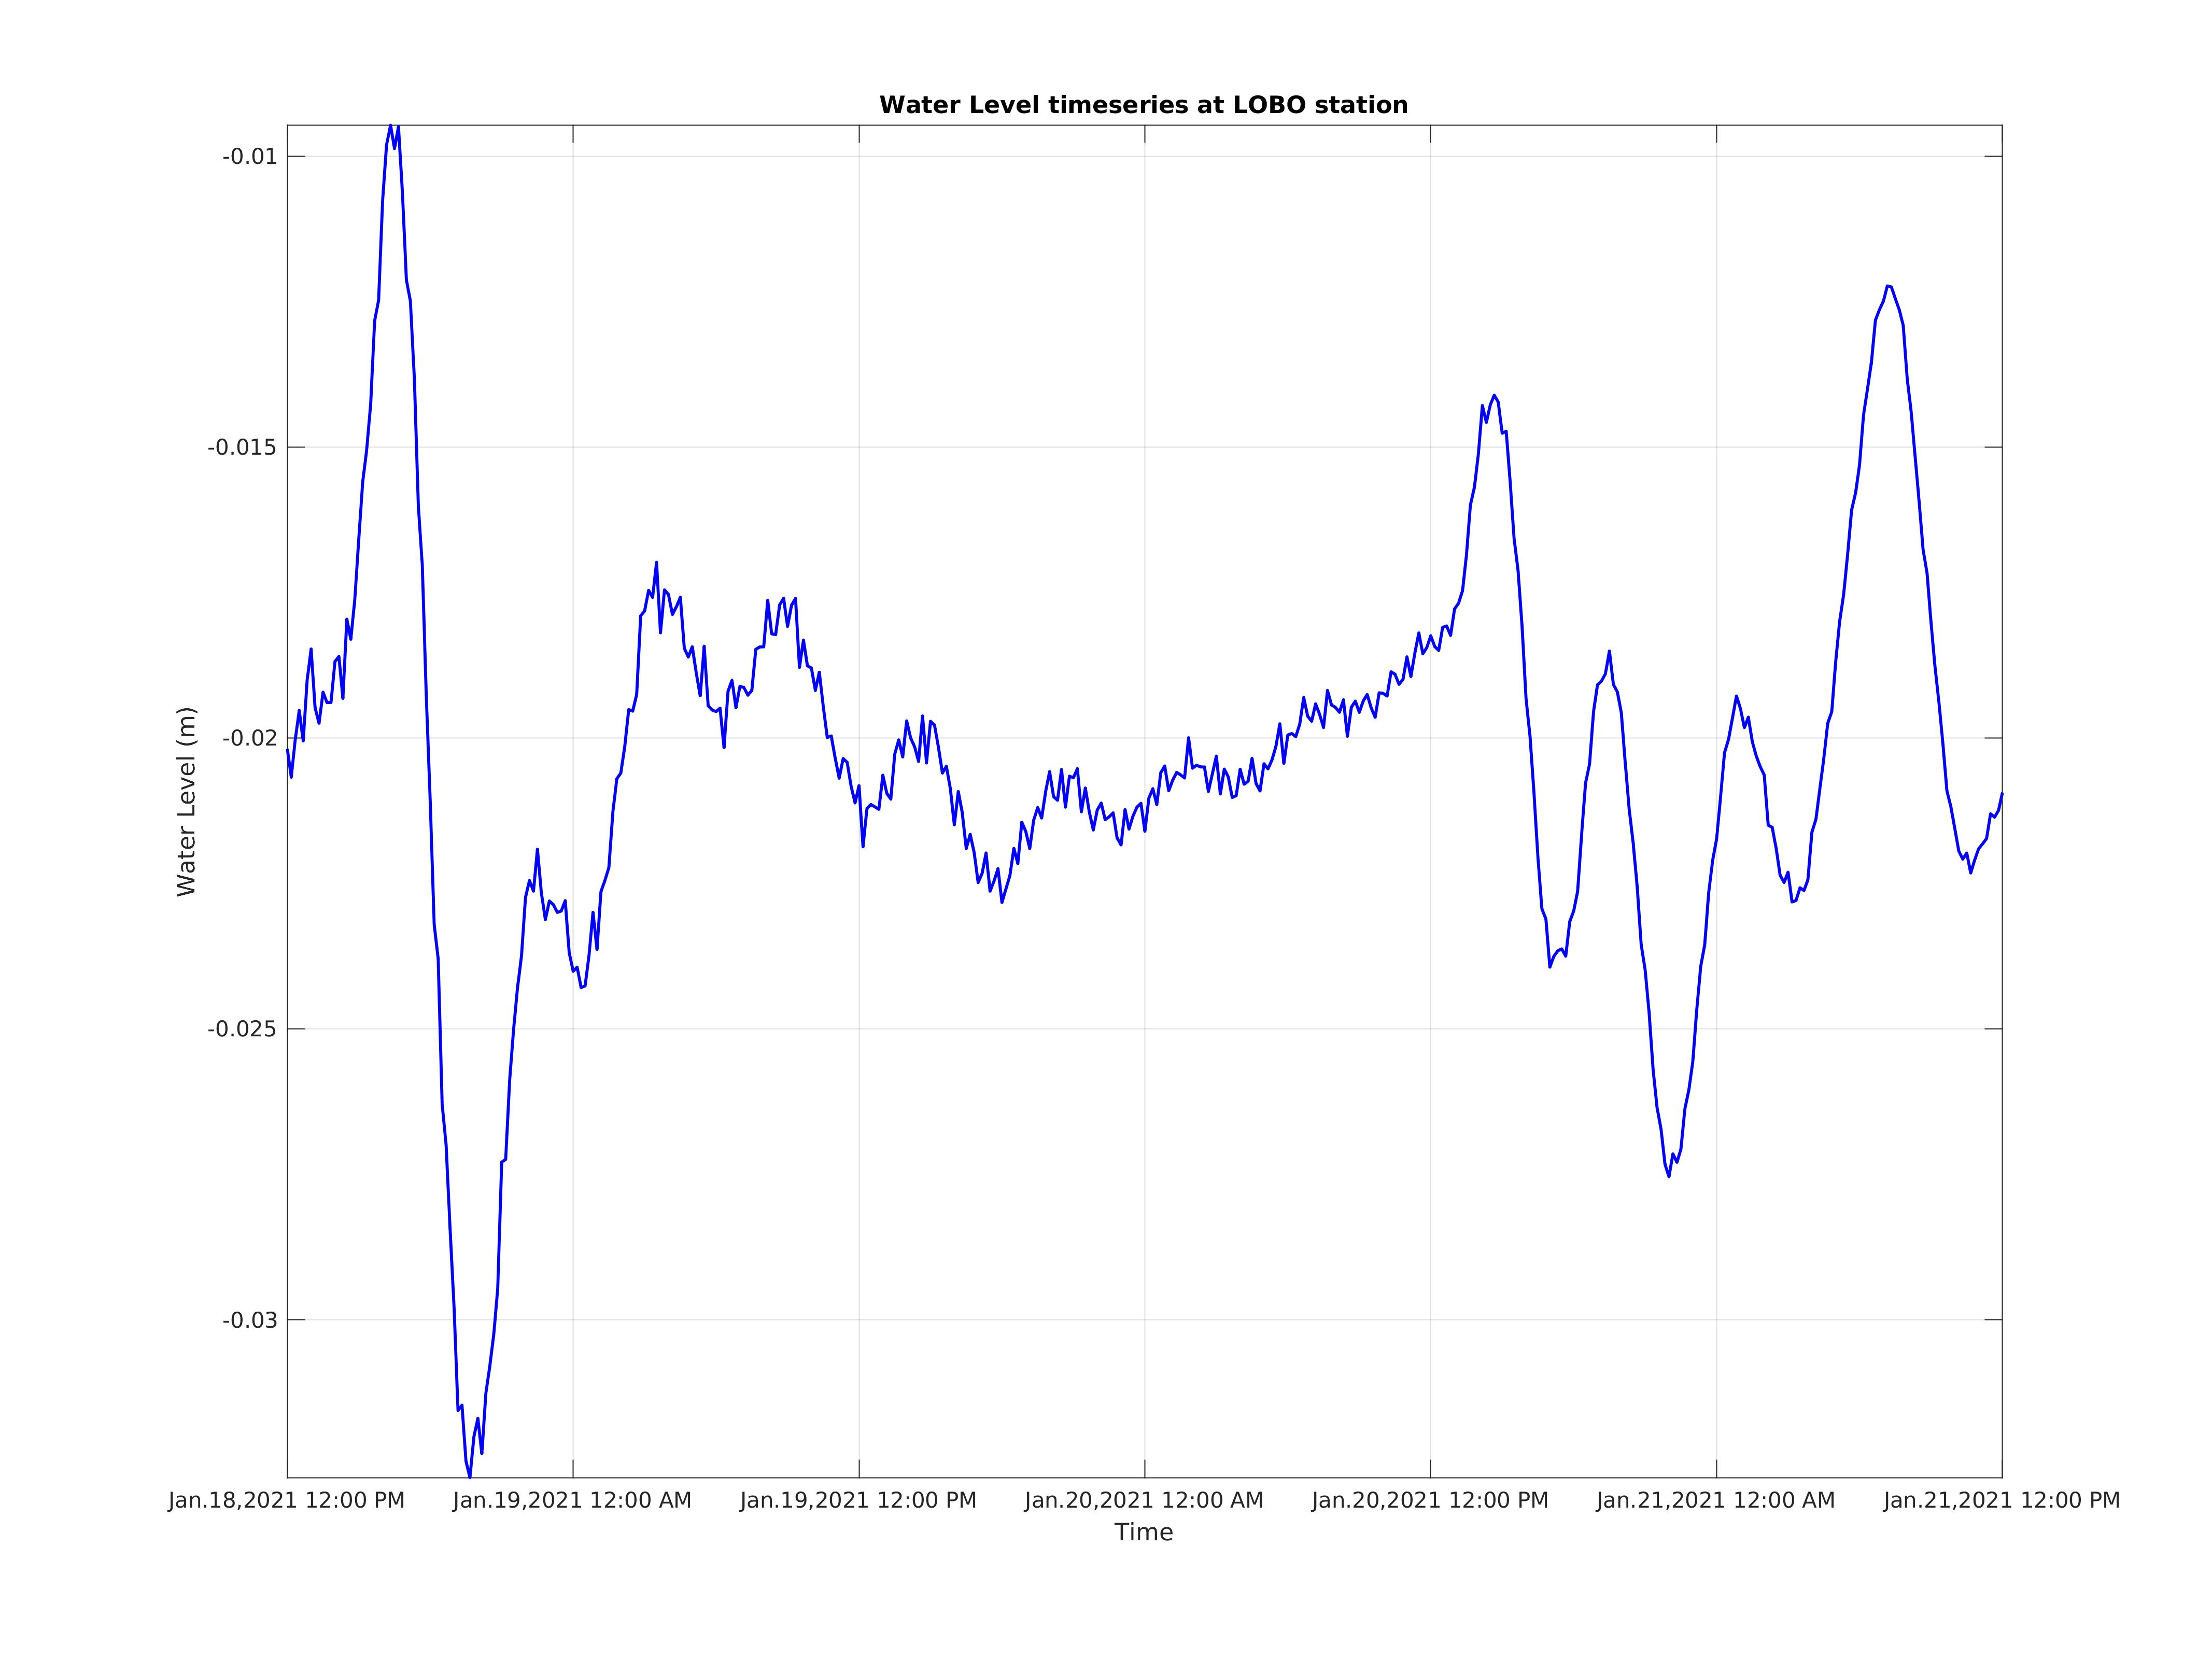 Water Level timeseries at LOBO station
-0.01
-0.015
-0.02
-0.025
-0.03
Water Level (m)
Jan.18,2021 12:00 PM Jan.19,2021 12:00 AM Jan.19,2021 12:00 PM Jan.20,2021 12:00 AM Jan.20,2021 12:00 PM Jan.21,2021 12:00 AM Jan.21,2021 12:00 PM
Time